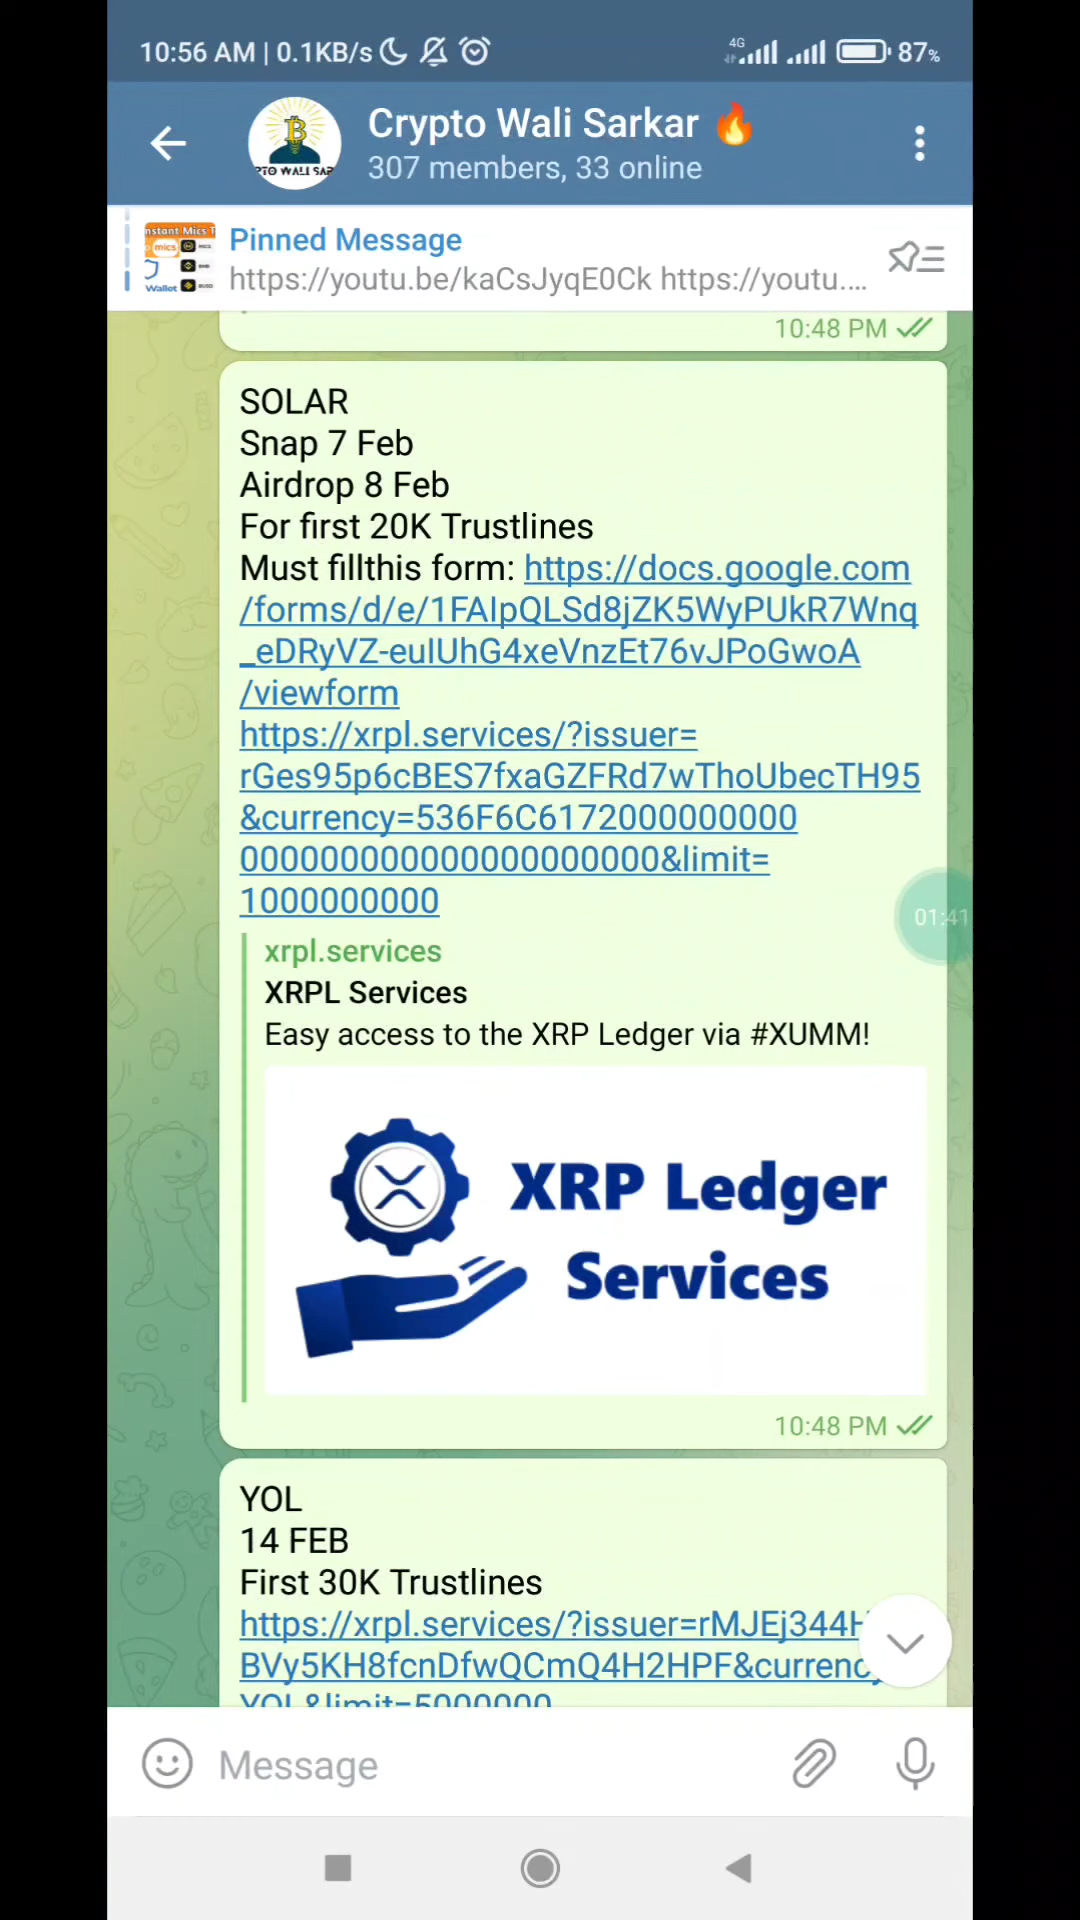 10:56 AM | 0.1KB/s
4G
87%
Crypto Wali Sarkar 🔥
307 members, 33 online
Pinned Message
https://youtu.be/kaCsJyqE0Ck https://youtu....
10:48 PM
SOLAR
Snap 7 Feb
Airdrop 8 Feb
For first 20K Trustlines
Must fillthis form: https://docs.google.com
/forms/d/e/1FAIpQLSd8jZK5WyPUkR7Wnq
_eDRyVZ-euIUhG4xeVnzEt76vJPoGwoA
/viewform
https://xrpl.services/?issuer=
rGes95p6cBES7fxaGZFRd7wThoUbecTH95
&currency=536F6C6172000000000
00000000000000000000&limit=
1000000000
01:41
xrpl.services
XRPL Services
Easy access to the XRP Ledger via #XUMM!
XRP Ledger
Services
10:48 PM
YOL
14 FEB
First 30K Trustlines
https://xrpl.services/?issuer=rMJEj344H
BVy5KH8fcnDfwQCmQ4H2HPF&currency
YOL&limit=5000000
Message